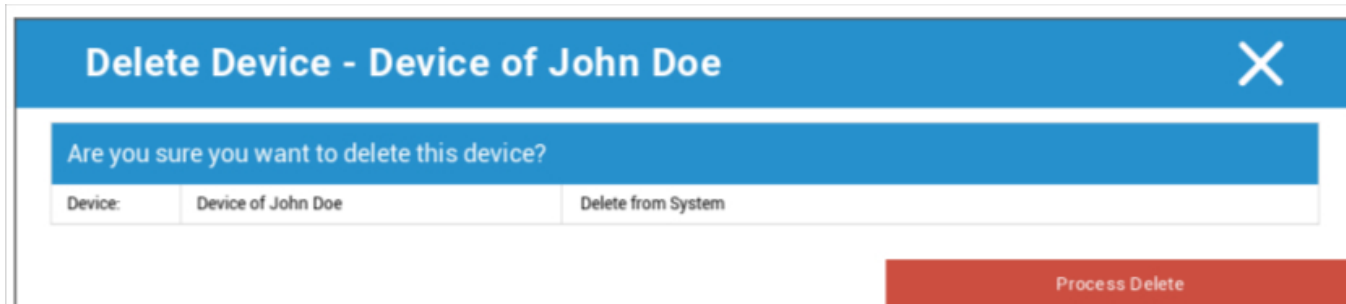 Delete Device - Device of John Doe
Are you sure you want to delete this device?
Device: Device of John Doe Delete from System
Process Delete